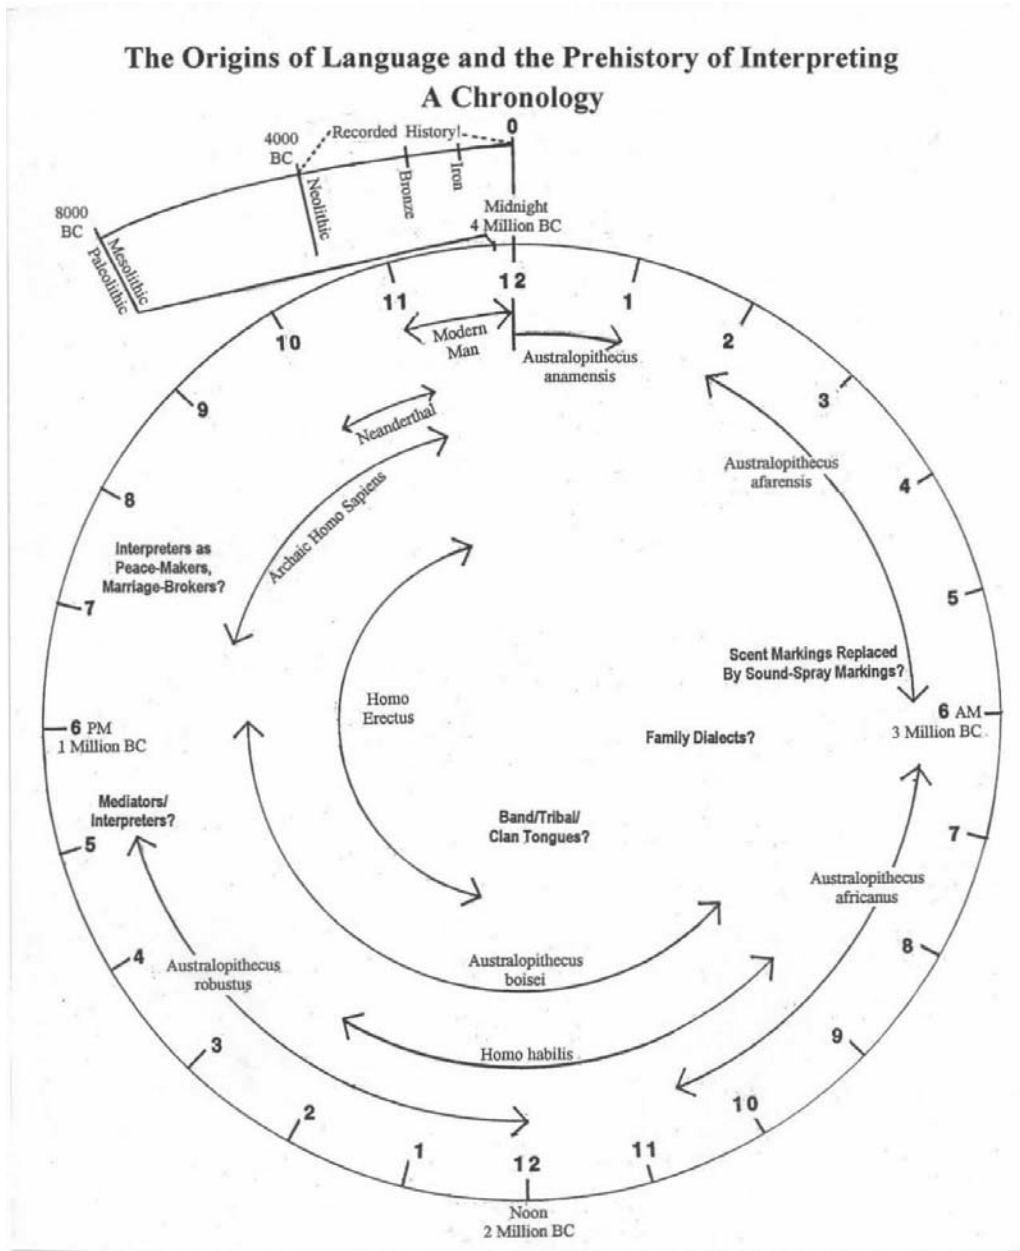 The Origins of Language and the Prehistory of Interpreting
A Chronology
0
Recorded History!
4000
BC
Iron
Bronze
Neolithic
8000
BC
Mesolithic
Paleolithic
Midnight
4 Million BC
12
1
2
3
4
5
6 AM
3 Million BC
7
8
9
10
11
12
Noon
2 Million BC
1
2
3
4
5
6 PM
1 Million BC
7
8
9
10
11
Modern
Man
Australopithecus
anamensis
Neanderthal
Archaic Homo Sapiens
Australopithecus
afarensis
Interpreters as
Peace-Makers,
Marriage-Brokers?
Scent Markings Replaced
By Sound-Spray Markings?
Homo
Erectus
Family Dialects?
Mediators/
Interpreters?
Band/Tribal/
Clan Tongues?
Australopithecus
africanus
Australopithecus
robustus
Australopithecus
boisei
Homo habilis